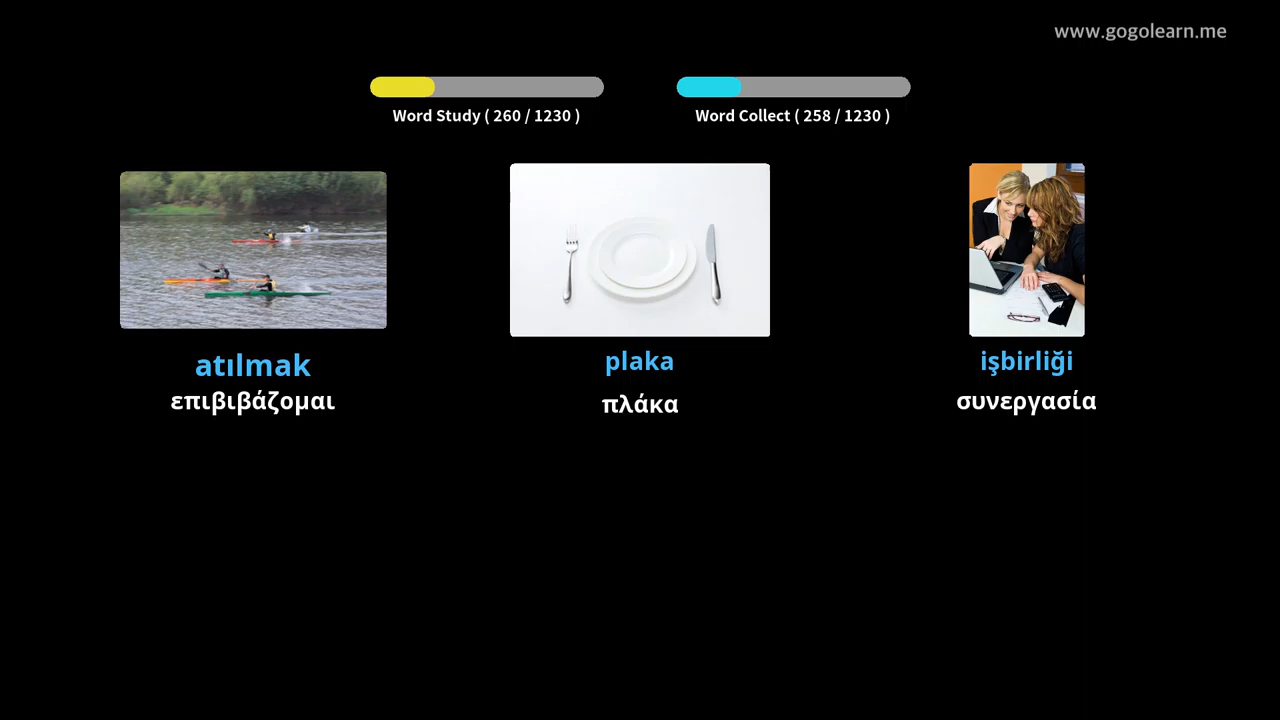 www.gogolearn.me
Word Study ( 260 / 1230 )
Word Collect ( 258 / 1230 )
atılmak
επιβιβάζομαι
plaka
πλάκα
işbirliği
συνεργασία